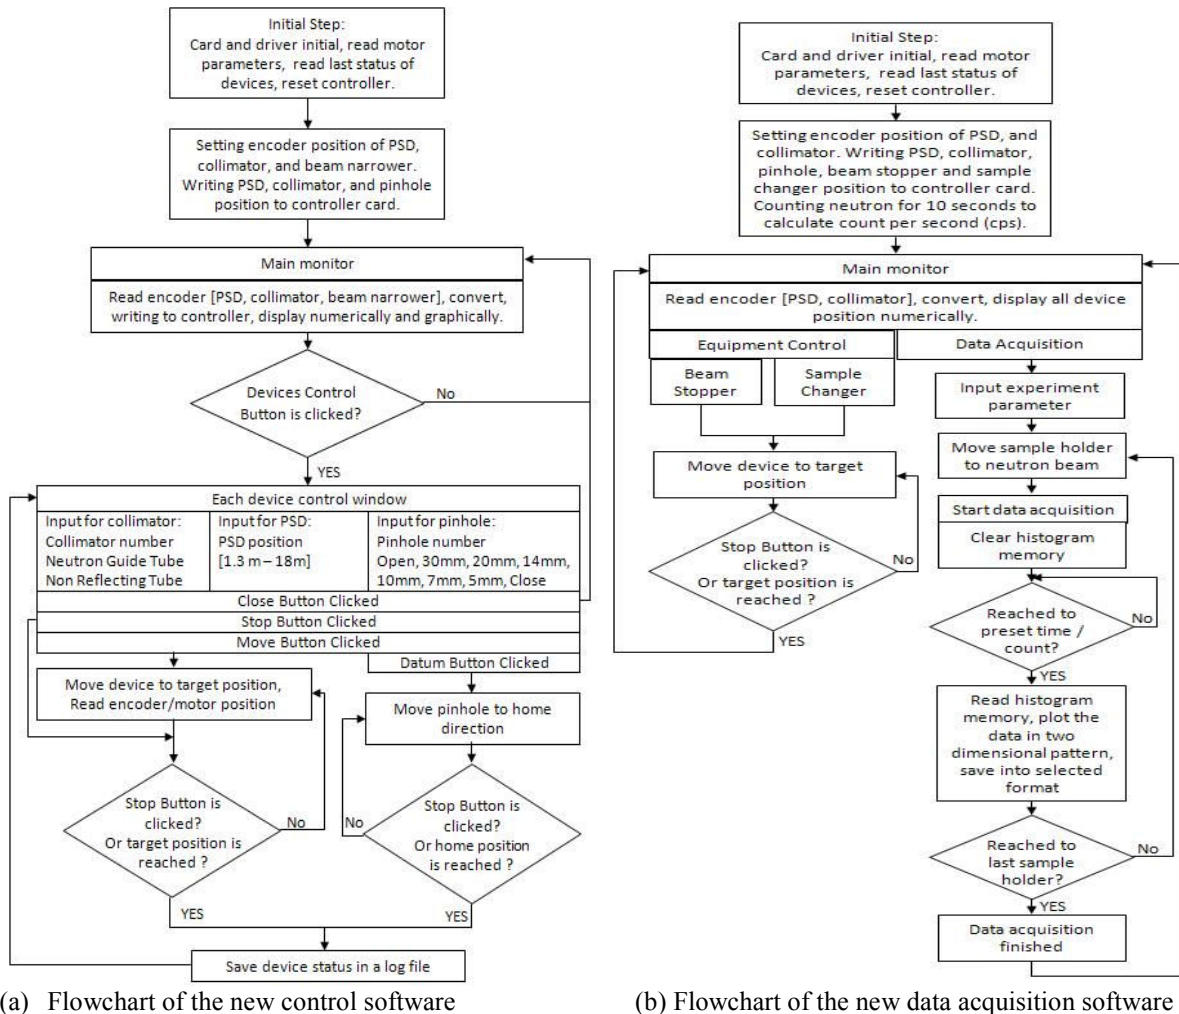 Initial Step:
Card and driver initial, read motor
parameters,  read last status of
devices, reset controller.
Setting encoder position of PSD,
collimator, and beam narrower.
Writing PSD, collimator, and pinhole
position to controller card.
Main monitor
Read encoder [PSD, collimator, beam narrower], convert,
writing to controller, display numerically and graphically.
Devices Control
Button is clicked?
No
YES
Each device control window
Input for collimator:
Collimator number
Neutron Guide Tube
Non Reflecting Tube
Input for PSD:
PSD position
[1.3 m – 18m]
Input for pinhole:
Pinhole number
Open, 30mm, 20mm, 14mm,
10mm, 7mm, 5mm, Close
Close Button Clicked
Stop Button Clicked
Move Button Clicked
Datum Button Clicked
Move device to target position,
Read encoder/motor position
Move pinhole to home
direction
Stop Button is
clicked?
Or target position is
reached ?
No
No
Stop Button is
clicked?
Or home position
is reached ?
YES
YES
Save device status in a log file
(a) Flowchart of the new control software
Initial Step:
Card and driver initial, read motor
parameters,  read last status of
devices, reset controller.
Setting encoder position of PSD, and
collimator. Writing PSD, collimator,
pinhole, beam stopper and sample
changer position to controller card.
Counting neutron for 10 seconds to
calculate count per second (cps).
Main monitor
Read encoder [PSD, collimator], convert, display all device
position numerically.
Equipment Control
Data Acquisition
Beam
Stopper
Sample
Changer
Move device to target
position
Stop Button is
clicked?
Or target position is
reached ?
No
YES
Input experiment
parameter
Move sample holder
to neutron beam
Start data acquisition
Clear histogram
memory
Reached to
preset time /
count?
No
YES
Read histogram
memory, plot the
data in two
dimensional pattern,
save into selected
format
Reached to
last sample
holder?
No
YES
Data acquisition
finished
(b) Flowchart of the new data acquisition software